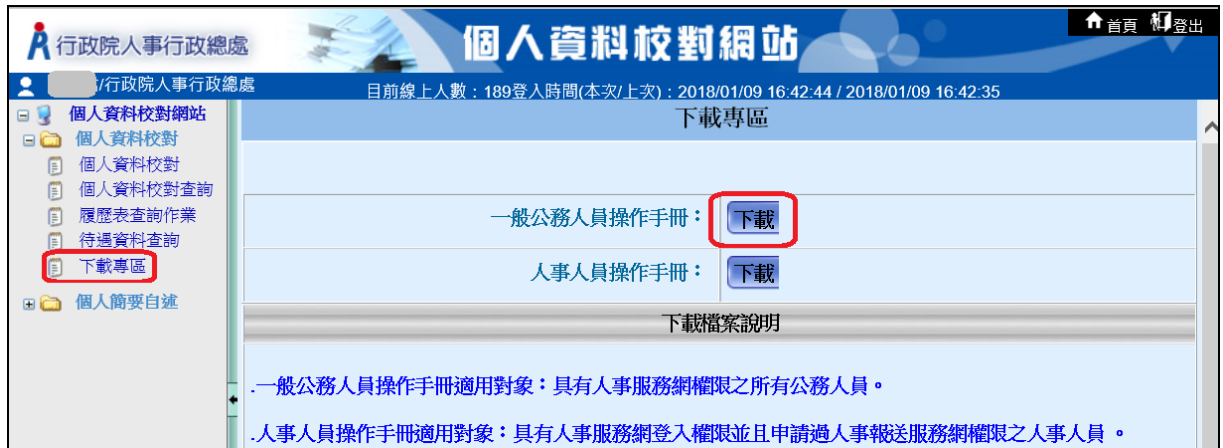 行政院人事行政總處
個人資料校對網站
首頁 登出
/行政院人事行政總處
目前線上人數：189登入時間(本次/上次)：2018/01/09 16:42:44 / 2018/01/09 16:42:35
個人資料校對網站
個人資料校對
個人資料校對
個人資料校對查詢
履歷表查詢作業
待遇資料查詢
下載專區
個人簡要自述
下載專區
一般公務人員操作手冊：
下載
人事人員操作手冊：
下載
下載檔案說明
.一般公務人員操作手冊適用對象：具有人事服務網權限之所有公務人員。
.人事人員操作手冊適用對象：具有人事服務網登入權限並且申請過人事報送服務網權限之人事人員。